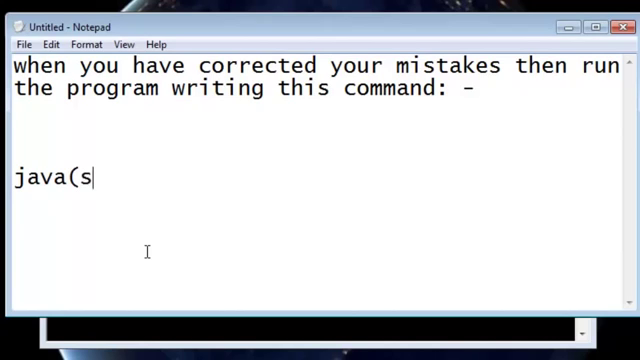 Untitled - Notepad
File Edit Format View Help
when you have corrected your mistakes then run
the program writing this command: -
java(s